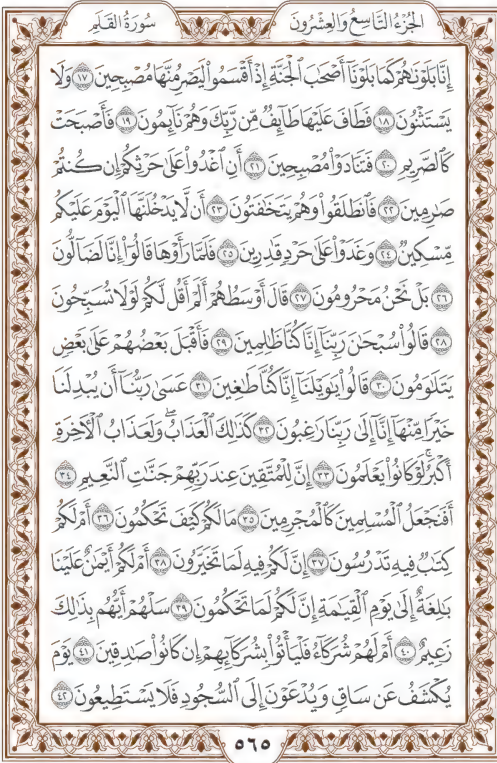 الجُزْءُ التَّاسِعُ وَالعِشْرُونَ سُورَةُ القَلَمِ
إِنَّا بَلَوْنَٰهُمْ كَمَا بَلَوْنَآ أَصْحَٰبَ ٱلْجَنَّةِ إِذْ أَقْسَمُوا۟ لَيَصْرِمُنَّهَا مُصْبِحِينَ ١٧ وَلَا
يَسْتَثْنُونَ ١٨ فَطَافَ عَلَيْهَا طَآئِفٌ مِّن رَّبِّكَ وَهُمْ نَآئِمُونَ ١٩ فَأَصْبَحَتْ
كَٱلصَّرِيمِ ٢٠ فَتَنَادَوْا۟ مُصْبِحِينَ ٢١ أَنِ ٱغْدُوا۟ عَلَىٰ حَرْثِكُمْ إِن كُنتُمْ
صَٰرِمِينَ ٢٢ فَٱنطَلَقُوا۟ وَهُمْ يَتَخَٰفَتُونَ ٢٣ أَن لَّا يَدْخُلَنَّهَا ٱلْيَوْمَ عَلَيْكُم
مِّسْكِينٌ ٢٤ وَغَدَوْا۟ عَلَىٰ حَرْدٍ قَٰدِرِينَ ٢٥ فَلَمَّا رَأَوْهَا قَالُوٓا۟ إِنَّا لَضَآلُّونَ
٢٦ بَلْ نَحْنُ مَحْرُومُونَ ٢٧ قَالَ أَوْسَطُهُمْ أَلَمْ أَقُل لَّكُمْ لَوْلَا تُسَبِّحُونَ
٢٨ قَالُوا۟ سُبْحَٰنَ رَبِّنَآ إِنَّا كُنَّا ظَٰلِمِينَ ٢٩ فَأَقْبَلَ بَعْضُهُمْ عَلَىٰ بَعْضٍ
يَتَلَٰوَمُونَ ٣٠ قَالُوا۟ يَٰوَيْلَنَآ إِنَّا كُنَّا طَٰغِينَ ٣١ عَسَىٰ رَبُّنَآ أَن يُبْدِلَنَا
خَيْرًا مِّنْهَآ إِنَّآ إِلَىٰ رَبِّنَا رَٰغِبُونَ ٣٢ كَذَٰلِكَ ٱلْعَذَابُ ۖ وَلَعَذَابُ ٱلْءَاخِرَةِ
أَكْبَرُ ۚ لَوْ كَانُوا۟ يَعْلَمُونَ ٣٣ إِنَّ لِلْمُتَّقِينَ عِندَ رَبِّهِمْ جَنَّٰتِ ٱلنَّعِيمِ ٣٤
أَفَنَجْعَلُ ٱلْمُسْلِمِينَ كَٱلْمُجْرِمِينَ ٣٥ مَا لَكُمْ كَيْفَ تَحْكُمُونَ ٣٦ أَمْ لَكُمْ
كِتَٰبٌ فِيهِ تَدْرُسُونَ ٣٧ إِنَّ لَكُمْ فِيهِ لَمَا تَخَيَّرُونَ ٣٨ أَمْ لَكُمْ أَيْمَٰنٌ عَلَيْنَا
بَٰلِغَةٌ إِلَىٰ يَوْمِ ٱلْقِيَٰمَةِ إِنَّ لَكُمْ لَمَا تَحْكُمُونَ ٣٩ سَلْهُمْ أَيُّهُم بِذَٰلِكَ
زَعِيمٌ ٤٠ أَمْ لَهُمْ شُرَكَآءُ فَلْيَأْتُوا۟ بِشُرَكَآئِهِمْ إِن كَانُوا۟ صَٰدِقِينَ ٤١ يَوْمَ
يُكْشَفُ عَن سَاقٍ وَيُدْعَوْنَ إِلَى ٱلسُّجُودِ فَلَا يَسْتَطِيعُونَ ٤٢
٥٦٥